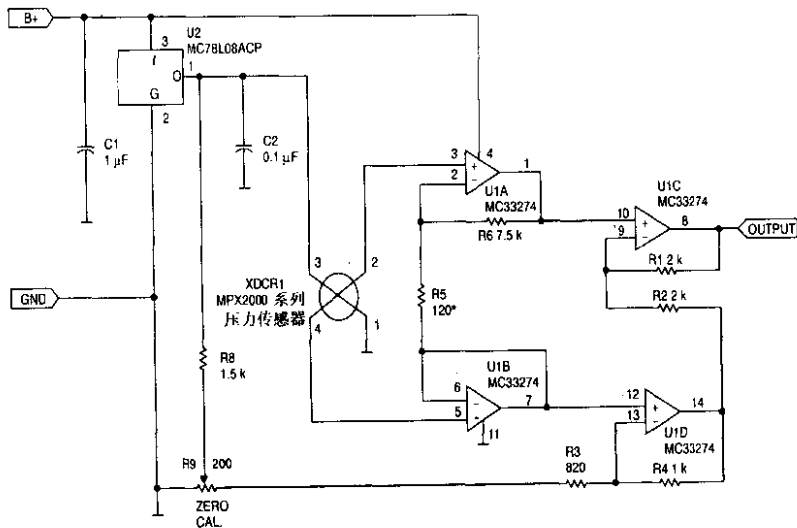 B+
U2
MC78L08ACP
3
I
O
1
G
2
C1
1 µF
C2
0.1 µF
3
4
2
1
U1A
MC33274
R6 7.5 k
U1C
MC33274
10
8
9
OUTPUT
R1 2 k
R2 2 k
GND
XDCR1
MPX2000 系列
压力传感器
3
2
4
1
R5
120*
R8
1.5 k
U1B
MC33274
6
7
5
11
12
14
13
U1D
MC33274
R3
820
R4 1 k
R9
200
ZERO
CAL.